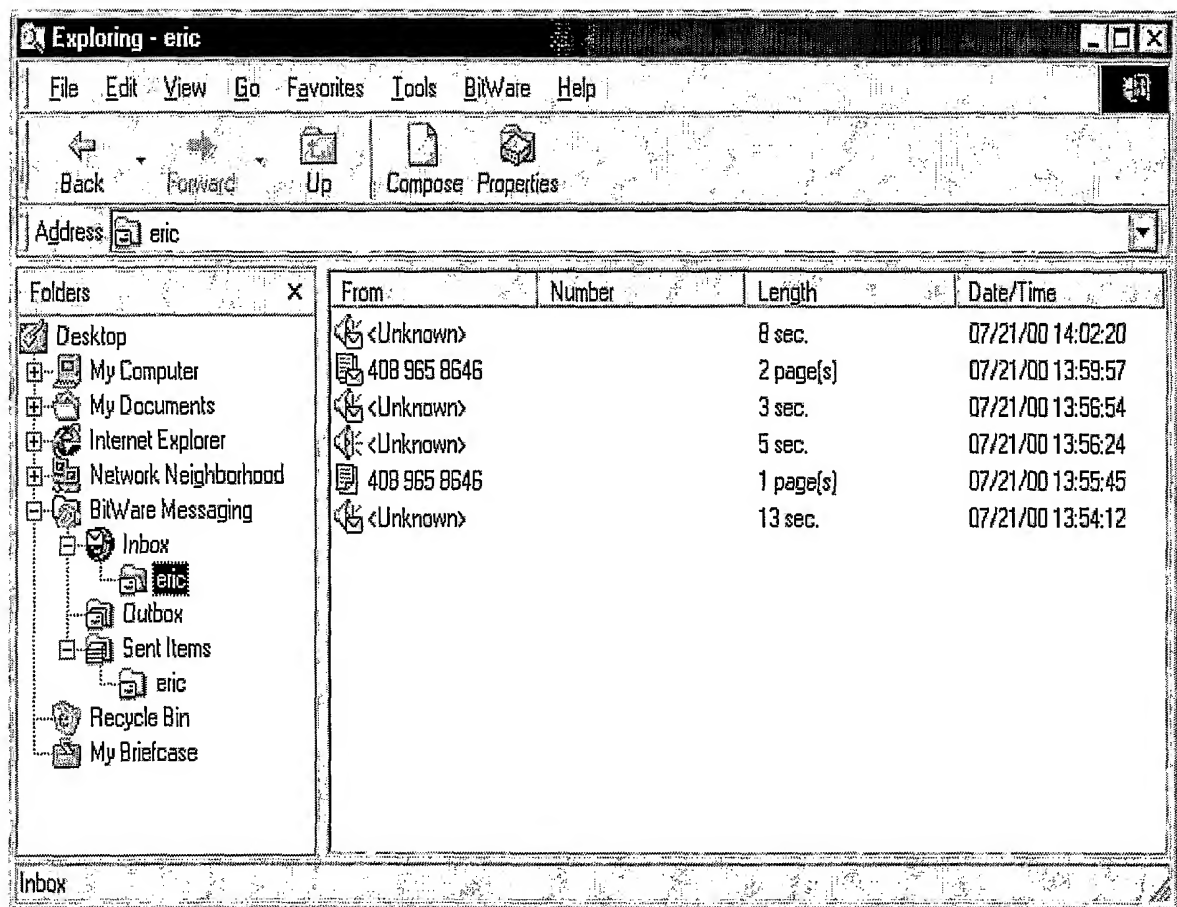 Exploring - eric
File Edit View Go Favorites Tools BitWare Help
Back Forward Up Compose Properties
Address eric
Folders x
Desktop
My Computer
My Documents
Internet Explorer
Network Neighborhood
BitWare Messaging
Inbox
eric
Outbox
Sent Items
eric
Recycle Bin
My Briefcase
From Number Length Date/Time
<Unknown> 8 sec. 07/21/00 14:02:20
408 965 8646 2 page(s) 07/21/00 13:59:57
<Unknown> 3 sec. 07/21/00 13:56:54
<Unknown> 5 sec. 07/21/00 13:56:24
408 965 8646 1 page(s) 07/21/00 13:55:45
<Unknown> 13 sec. 07/21/00 13:54:12
Inbox